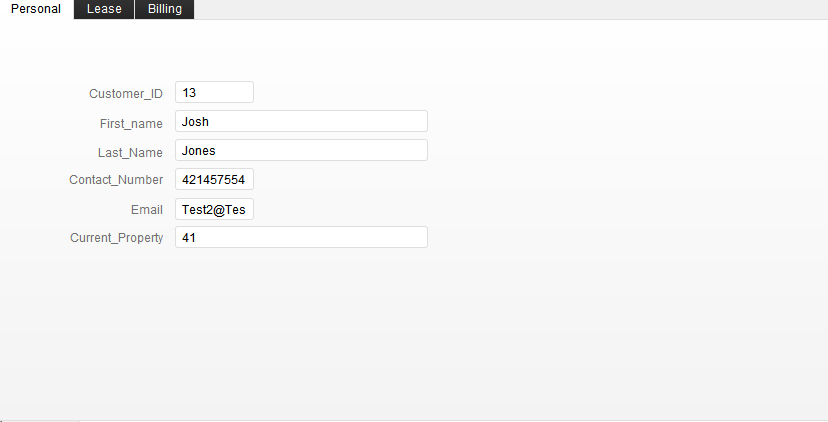 Personal Lease Billing
Customer_ID 13
First_name Josh
Last_Name Jones
Contact_Number 421457554
Email Test2@Tes
Current_Property 41